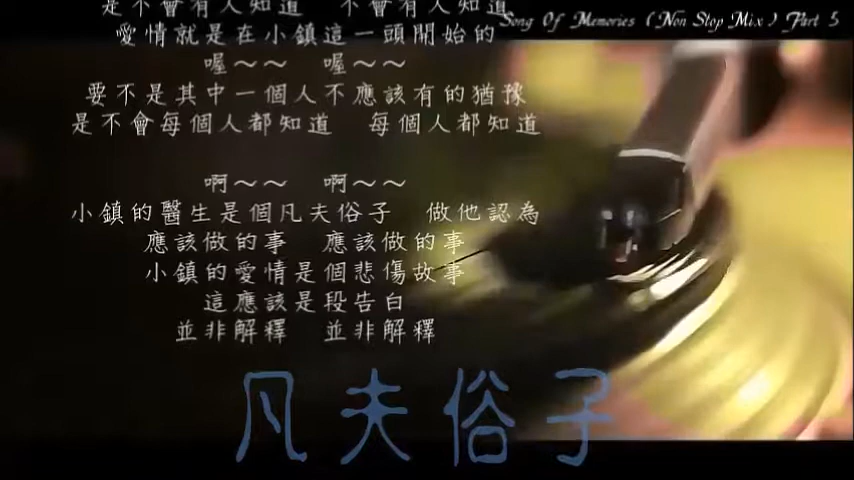 是不會有人知道　不會有人知道
Song Of Memories (Non Stop Mix) Part 5
愛情就是在小鎮這一頭開始的
喔～～　喔～～
要不是其中一個人不應該有的猶豫
是不會每個人都知道　每個人都知道
啊～～　啊～～
小鎮的醫生是個凡夫俗子　做他認為
應該做的事　應該做的事
小鎮的愛情是個悲傷故事
這應該是段告白
並非解釋　並非解釋
凡夫俗子